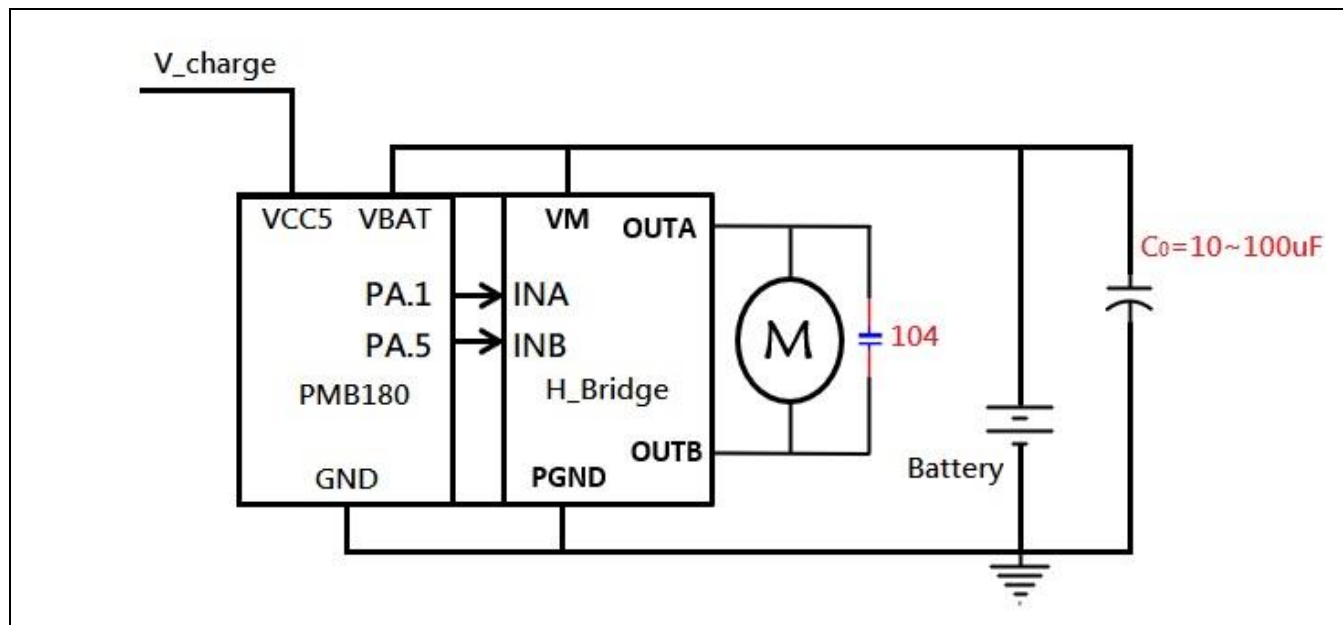 V_charge
VCC5 VBAT
VM
OUTA
C₀=10~100uF
PA.1
INA
M
104
PA.5
INB
PMB180
H_Bridge
OUTB
Battery
GND
PGND